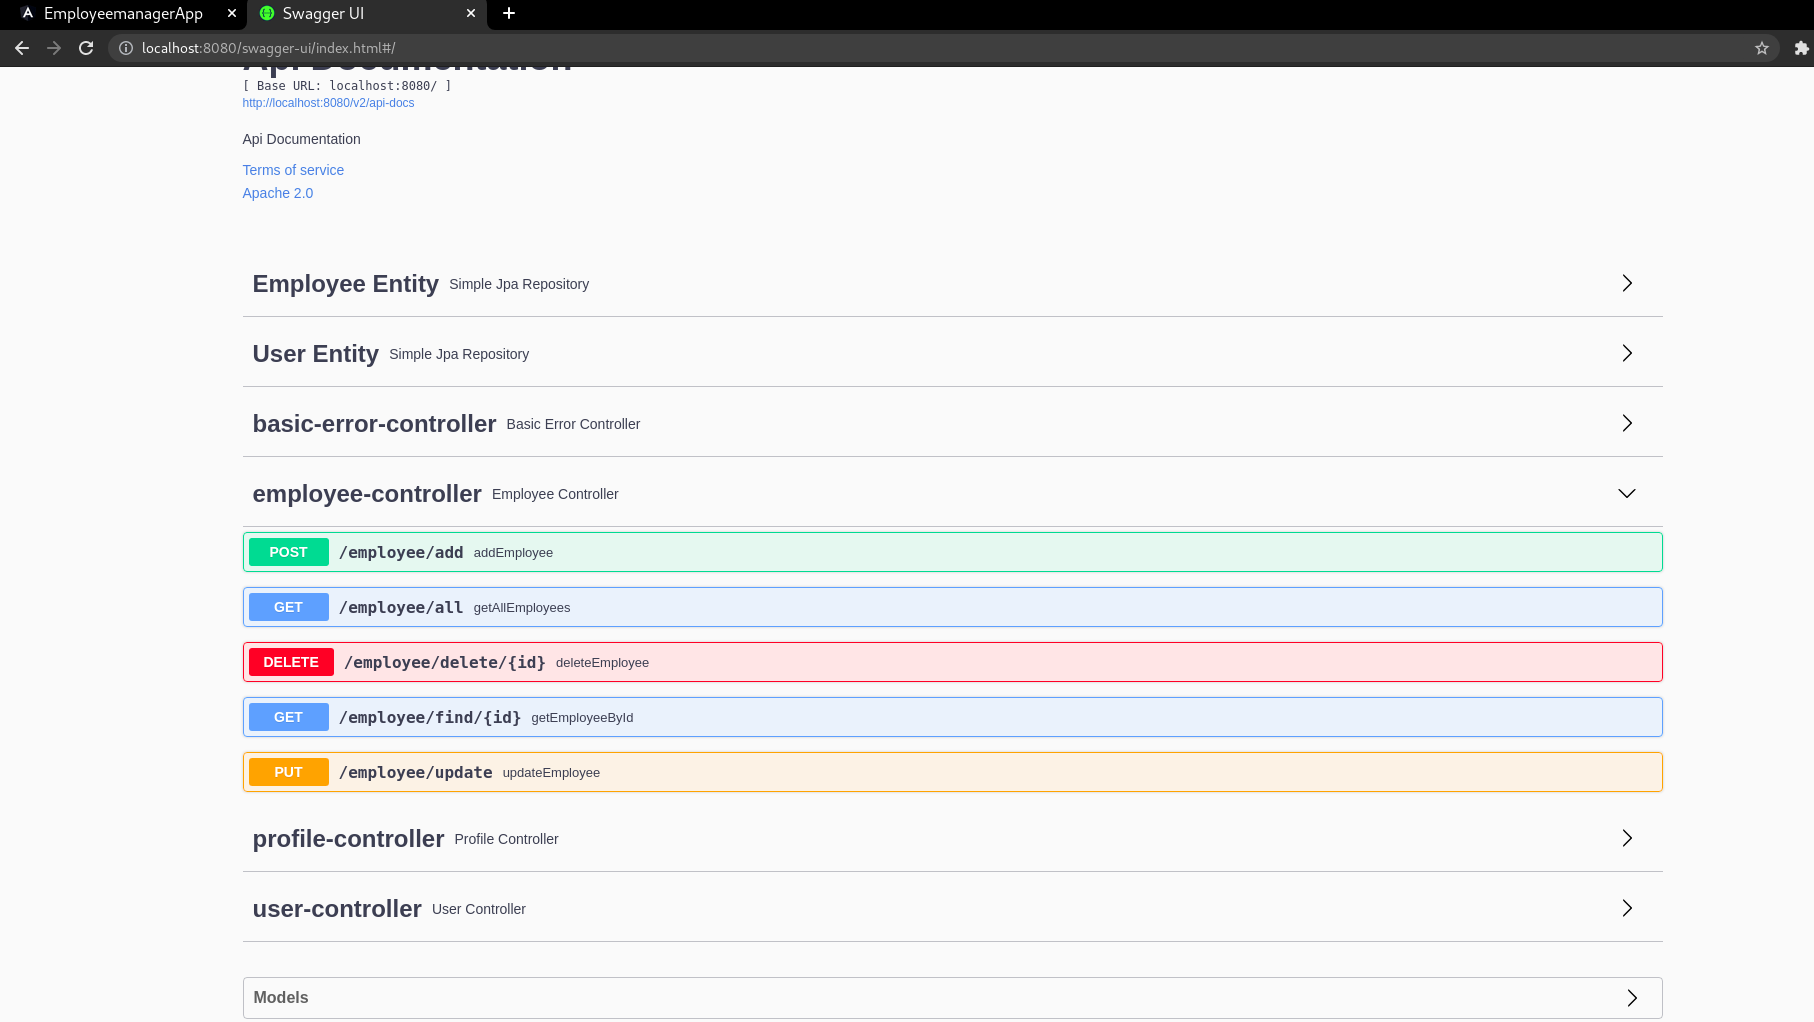 EmployeemanagerApp
Swagger UI
localhost:8080/swagger-ui/index.html#/
Api Documentation
[ Base URL: localhost:8080/ ]
http://localhost:8080/v2/api-docs
Api Documentation
Terms of service
Apache 2.0
Employee Entity Simple Jpa Repository
User Entity Simple Jpa Repository
basic-error-controller Basic Error Controller
employee-controller Employee Controller
POST /employee/add addEmployee
GET /employee/all getAllEmployees
DELETE /employee/delete/{id} deleteEmployee
GET /employee/find/{id} getEmployeeById
PUT /employee/update updateEmployee
profile-controller Profile Controller
user-controller User Controller
Models